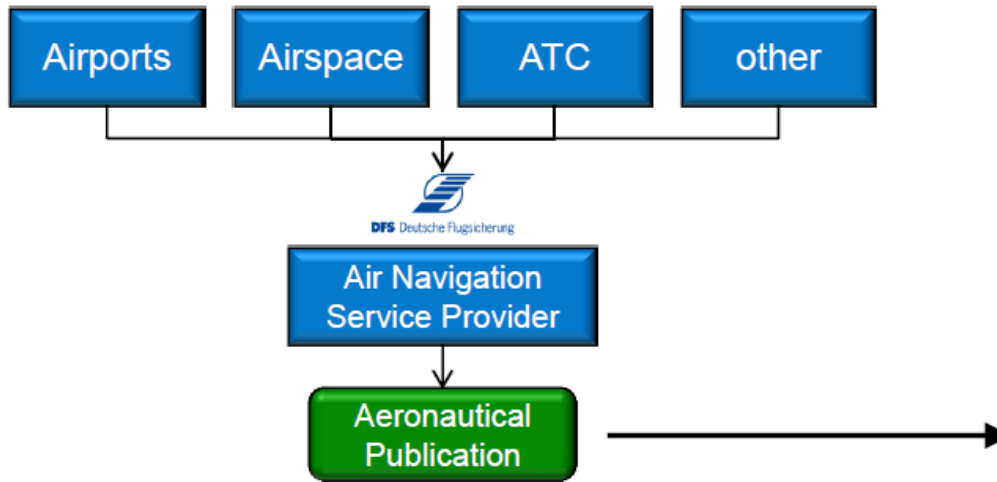 Airports
Airspace
ATC
other
DFS Deutsche Flugsicherung
Air Navigation
Service Provider
Aeronautical
Publication